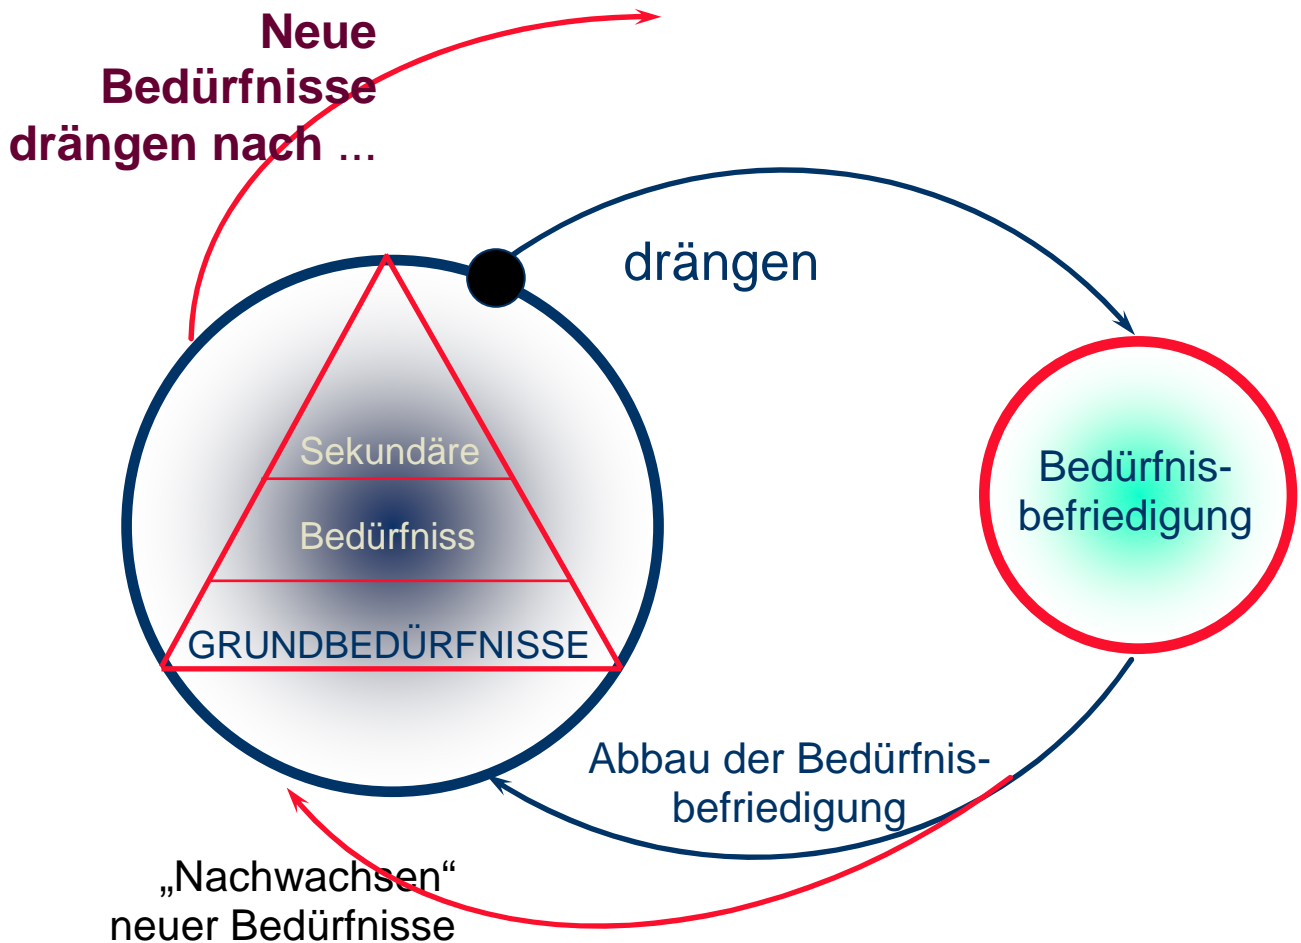 Neue
Bedürfnisse
drängen nach ...
drängen
Sekundäre
Bedürfniss
GRUNDBEDÜRFNISSE
Bedürfnis-
befriedigung
Abbau der Bedürfnis-
befriedigung
„Nachwachsen“
neuer Bedürfnisse